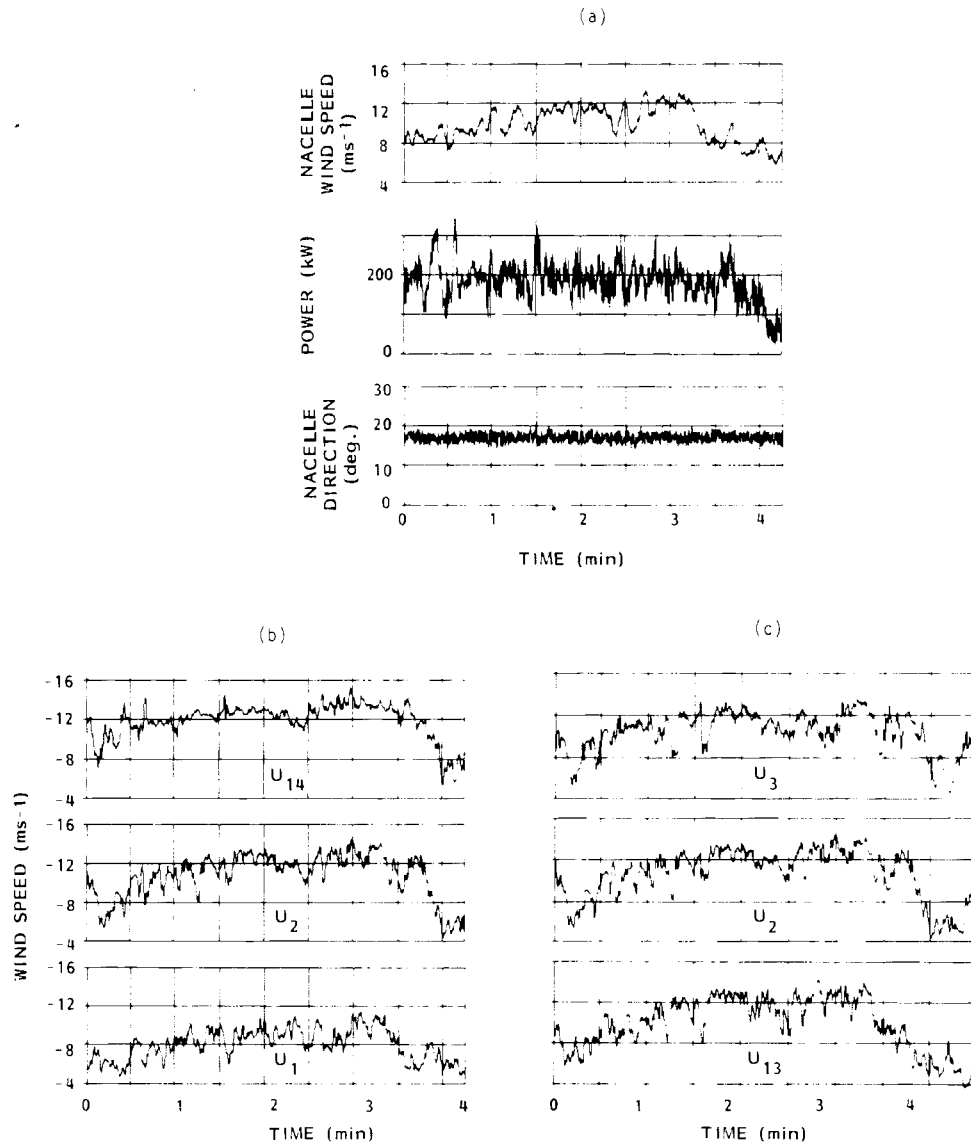 (a)
NACELLE
WIND SPEED
(ms⁻¹)
16
12
8
4
POWER (kW)
200
0
NACELLE
DIRECTION
(deg.)
30
20
10
0
0 1 2 3 4
TIME (min)
(b)
(c)
WIND SPEED (ms-1)
-16
-12
-8
-4
U₁₄
U₃
-16
-12
-8
-4
U₂
U₂
-16
-12
-8
-4
U₁
U₁₃
0 1 2 3 4
0 1 2 3 4
TIME (min)
TIME (min)